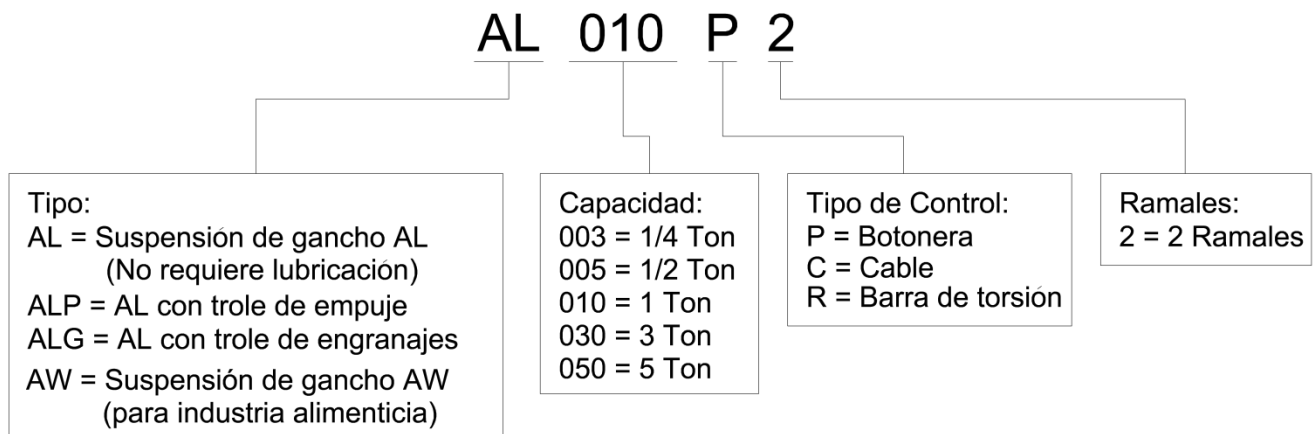 AL 010 P 2
Tipo:
AL = Suspensión de gancho AL
(No requiere lubricación)
ALP = AL con trole de empuje
ALG = AL con trole de engranajes
AW = Suspensión de gancho AW
(para industria alimenticia)
Capacidad:
003 = 1/4 Ton
005 = 1/2 Ton
010 = 1 Ton
030 = 3 Ton
050 = 5 Ton
Tipo de Control:
P = Botonera
C = Cable
R = Barra de torsión
Ramales:
2 = 2 Ramales